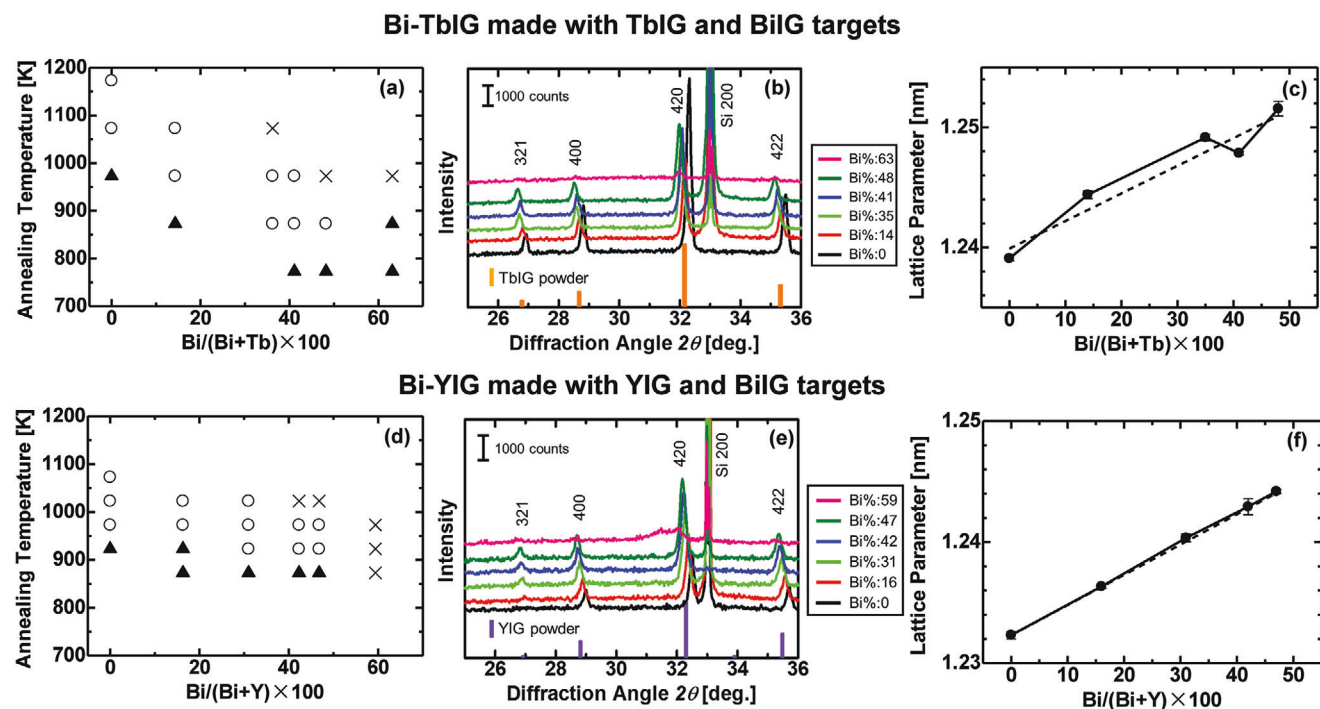 Bi-TbIG made with TbIG and BiIG targets
Annealing Temperature [K]
1200
1100
1000
900
800
700
0
20
40
60
Bi/(Bi+Tb)×100
(a)
Intensity
1000 counts
321
400
420
Si 200
422
(b)
TbIG powder
26
28
30
32
34
36
Diffraction Angle 2θ [deg.]
Bi%:63
Bi%:48
Bi%:41
Bi%:35
Bi%:14
Bi%:0
Lattice Parameter [nm]
1.25
1.24
0
10
20
30
40
50
Bi/(Bi+Tb)×100
(c)
Bi-YIG made with YIG and BiIG targets
Annealing Temperature [K]
1200
1100
1000
900
800
700
0
20
40
60
Bi/(Bi+Y)×100
(d)
Intensity
1000 counts
321
400
420
Si 200
422
(e)
YIG powder
26
28
30
32
34
36
Diffraction Angle 2θ [deg.]
Bi%:59
Bi%:47
Bi%:42
Bi%:31
Bi%:16
Bi%:0
Lattice Parameter [nm]
1.25
1.24
1.23
0
10
20
30
40
50
Bi/(Bi+Y)×100
(f)